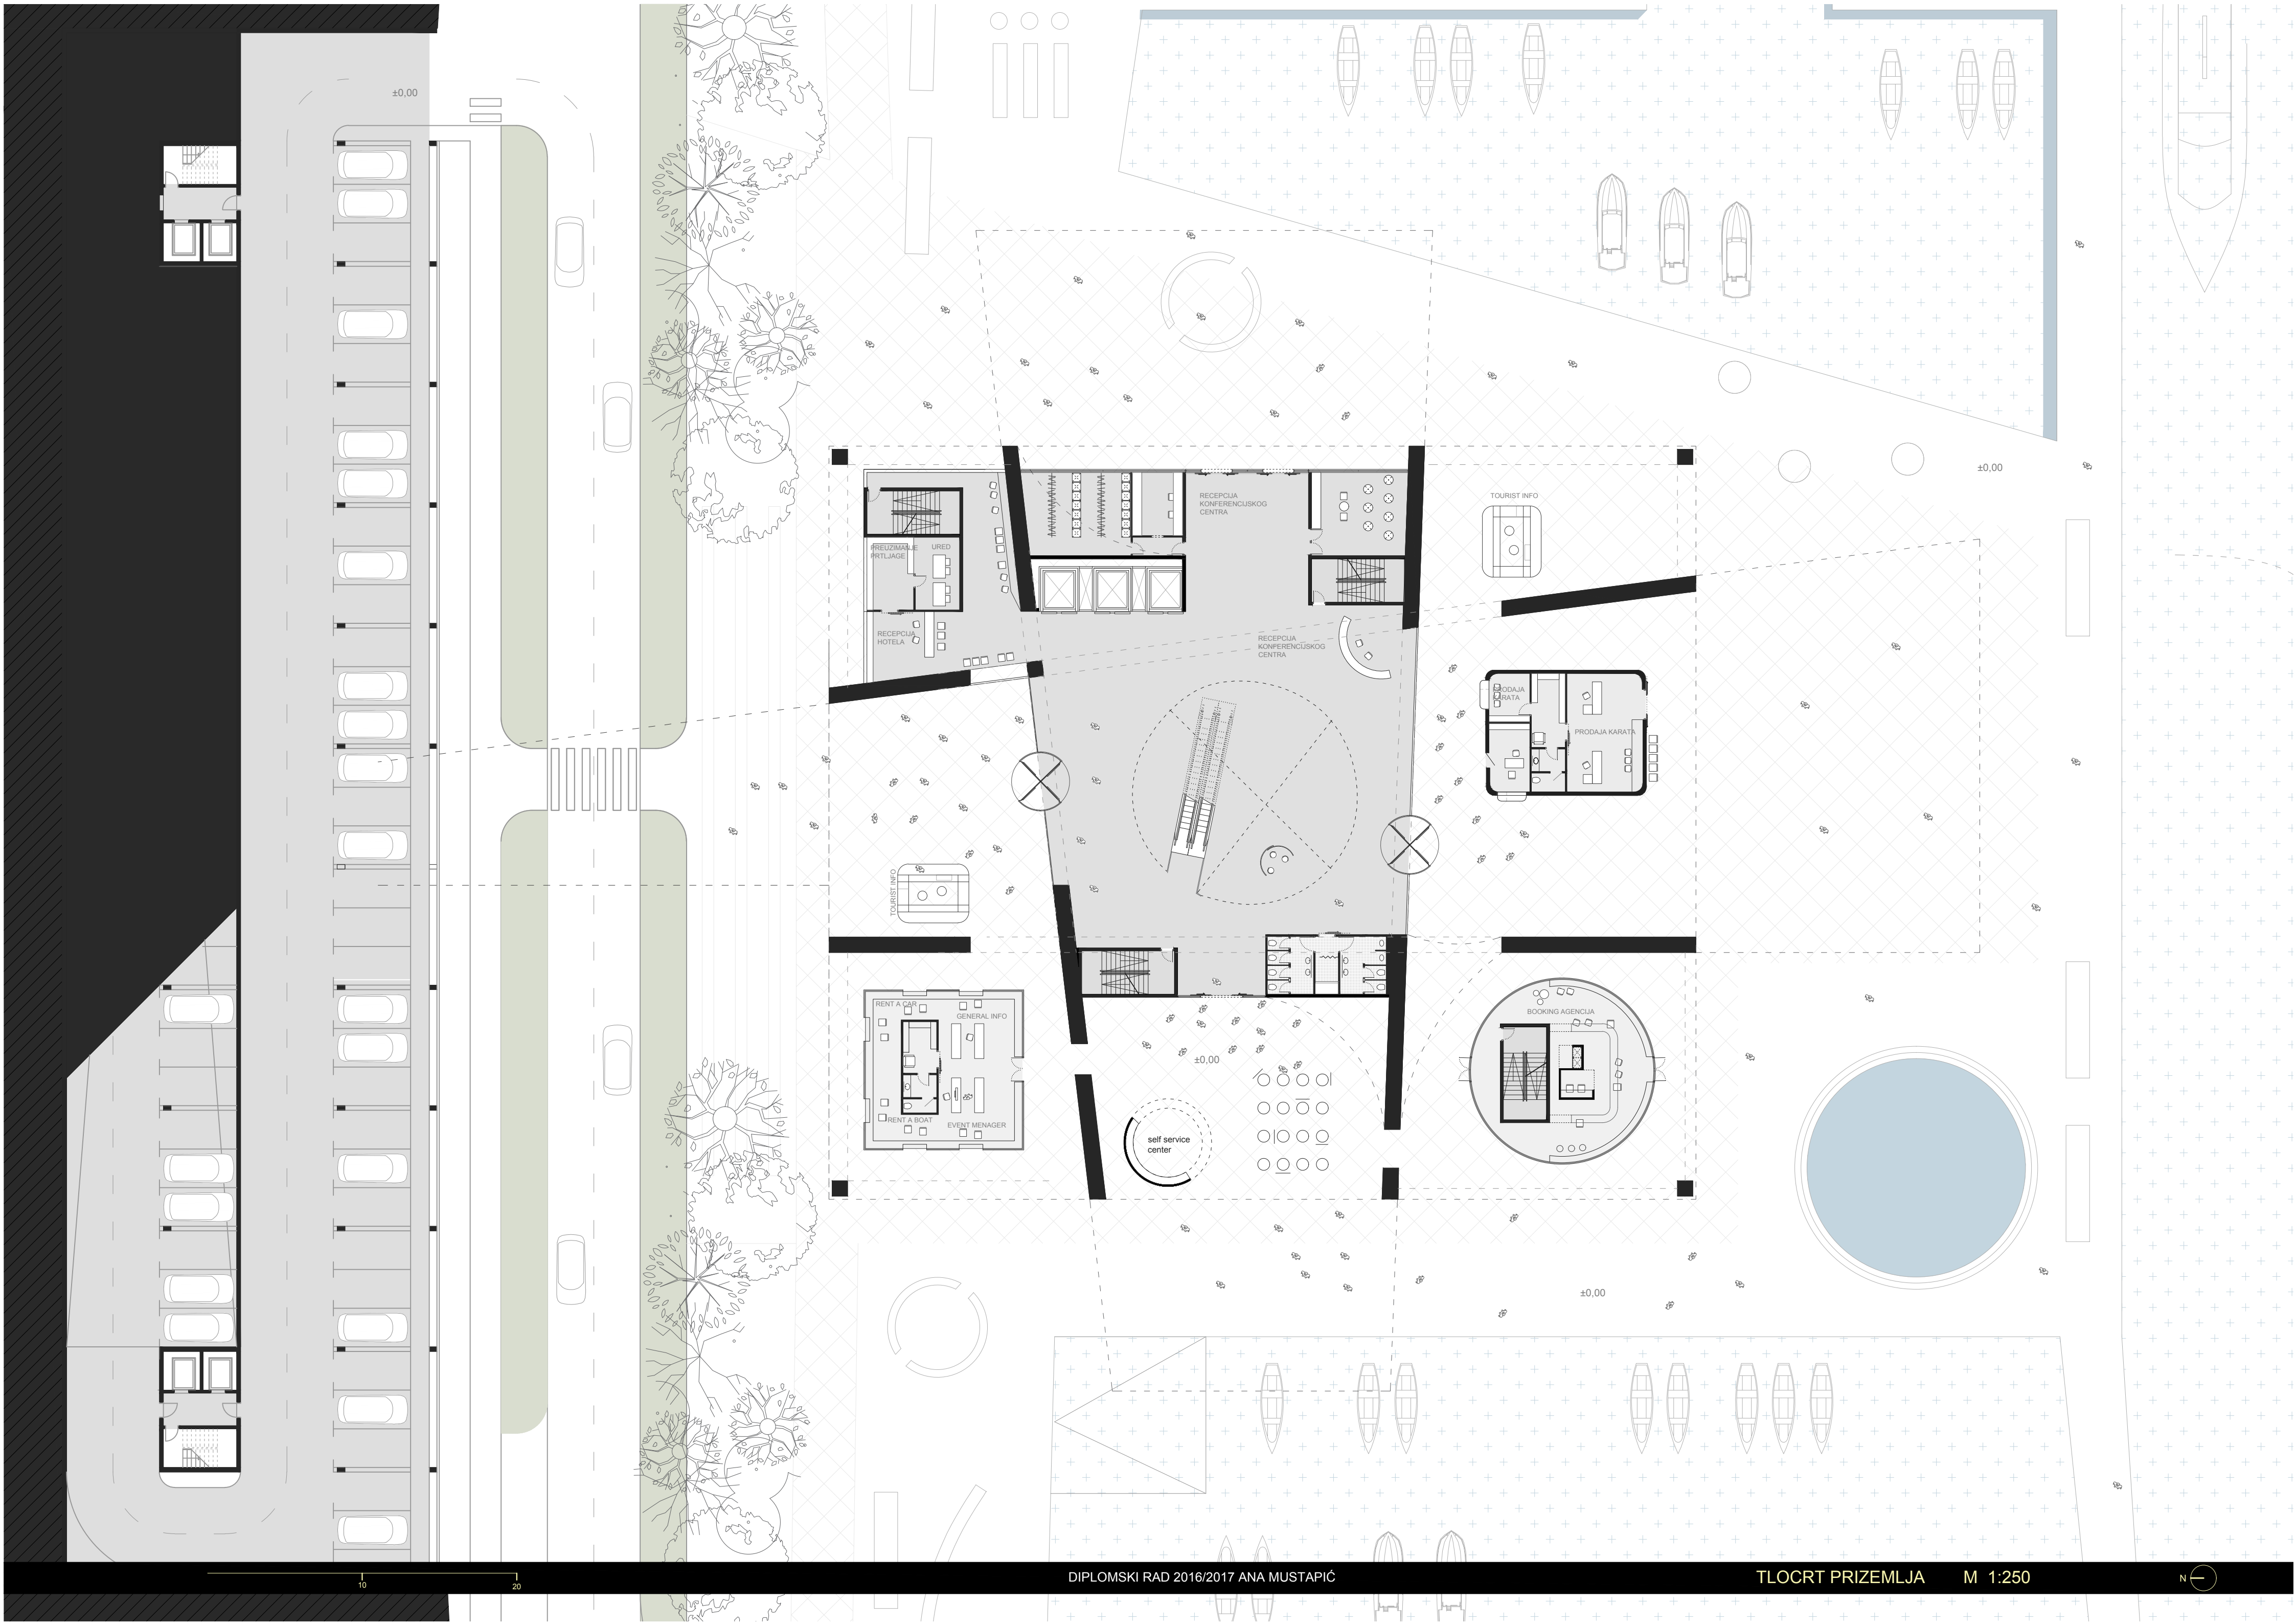 ±0,00
±0,00
RECEPCIJA
KONFERENCIJSKOG
CENTRA
TOURIST INFO
PREUZIMANJE
PRTLJAGE
URED
RECEPCIJA
HOTELA
RECEPCIJA
KONFERENCIJSKOG
CENTRA
PRODAJA
KARATA
PRODAJA KARATA
TOURIST INFO
RENT A CAR
GENERAL INFO
BOOKING AGENCIJA
±0,00
RENT A BOAT
EVENT MENAGER
self service
center
±0,00
10
20
DIPLOMSKI RAD 2016/2017 ANA MUSTAPIĆ
TLOCRT PRIZEMLJA M 1:250
N